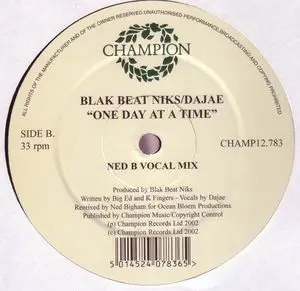 ALL RIGHTS OF THE MANUFACTURER AND OF THE OWNER RESERVED. UNAUTHORISED PERFORMANCE, BROADCASTING AND COPYING PROHIBITED
CHAMPION
BLAK BEAT NIKS/DAJAE
“ONE DAY AT A TIME”
SIDE B.
33 rpm
CHAMP12.783
NED B VOCAL MIX
Produced by Blak Beat Niks
Written by Big Ed and K Fingers - Vocals by Dajae
Remixed by Ned Bigham for Ocean Bloem Productions
Published by Champion Music/Copyright Control
(p) Champion Records Ltd 2002
(c) Champion Records Ltd 2002
5 014524 078365 >